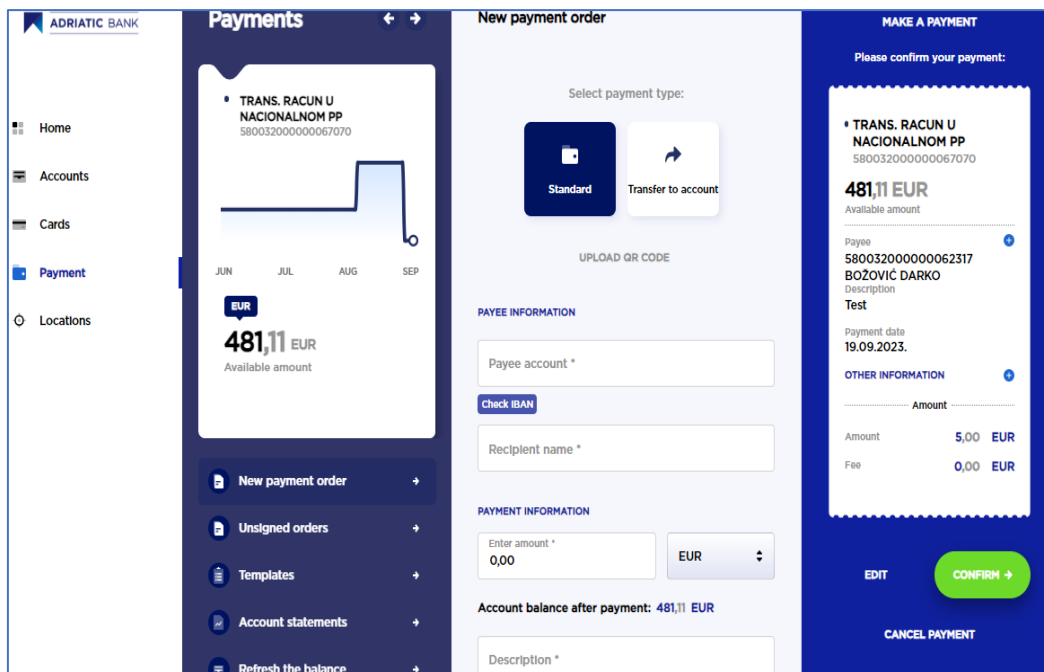 ADRIATIC BANK
Home
Accounts
Cards
Payment
Locations
Payments
TRANS. RACUN U
NACIONALNOM PP
580032000000067070
JUN JUL AUG SEP
EUR
481,11 EUR
Available amount
New payment order
Unsigned orders
Templates
Account statements
Refresh the balance
New payment order
Select payment type:
Standard
Transfer to account
UPLOAD QR CODE
PAYEE INFORMATION
Payee account *
Check IBAN
Recipient name *
PAYMENT INFORMATION
Enter amount *
0,00
EUR
Account balance after payment: 481,11 EUR
Description *
MAKE A PAYMENT
Please confirm your payment:
TRANS. RACUN U
NACIONALNOM PP
580032000000067070
481,11 EUR
Available amount
Payee
580032000000062317
BOŽOVIĆ DARKO
Description
Test
Payment date
19.09.2023.
OTHER INFORMATION
Amount
Amount 5,00 EUR
Fee 0,00 EUR
EDIT
CONFIRM
CANCEL PAYMENT